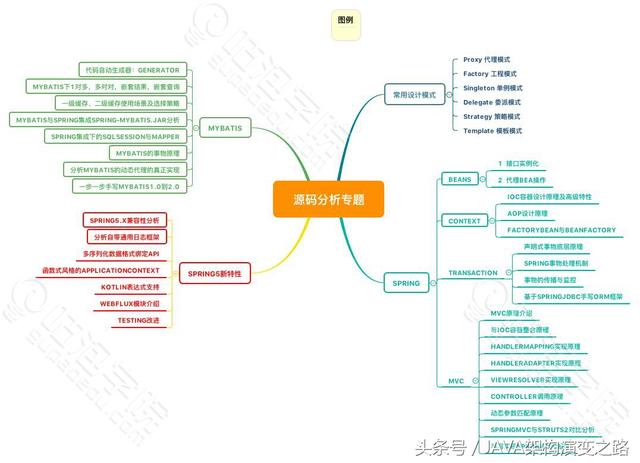 图例
源码分析专题
常用设计模式
Proxy 代理模式
Factory 工程模式
Singleton 单例模式
Delegate 委派模式
Strategy 策略模式
Template 模板模式
SPRING
BEANS
1 接口实例化
2 代理BEA操作
CONTEXT
IOC容器设计原理及高级特性
AOP设计原理
FACTORYBEAN与BEANFACTORY
TRANSACTION
声明式事物底层原理
SPRING事物处理机制
事物的传播与监控
基于SPRINGJDBC手写ORM框架
MVC
MVC原理介绍
与IOC容器整合原理
HANDLERMAPPING实现原理
HANDLERADAPTER实现原理
VIEWRESOLVER实现原理
CONTROLLER调用原理
动态参数匹配原理
SPRINGMVC与STRUTS2对比分析
MYBATIS
代码自动生成器：GENERATOR
MYBATIS下1对多，多对对，嵌套结果，嵌套查询
一级缓存、二级缓存使用场景及选择策略
MYBATIS与SPRING集成SPRING-MYBATIS.JAR分析
SPRING集成下的SQLSESSION与MAPPER
MYBATIS的事物原理
分析MYBATIS的动态代理的真正实现
一步一步手写MYBATIS1.0到2.0
SPRING5新特性
SPRING5.X兼容性分析
分析自带通用日志框架
多序列化数据格式绑定API
函数式风格的APPLICATIONCONTEXT
KOTLIN表达式支持
WEBFLUX模块介绍
TESTING改进
头条号 / JAVA架构演变之路